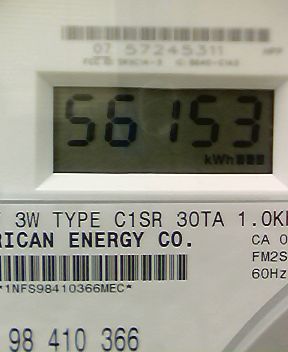 07 57245311
56153
kWh
3W TYPE C1SR 30TA 1.0K
RICAN ENERGY CO.
CA 0
FM2S
60Hz
*1NFS98410366MEC*
98 410 366